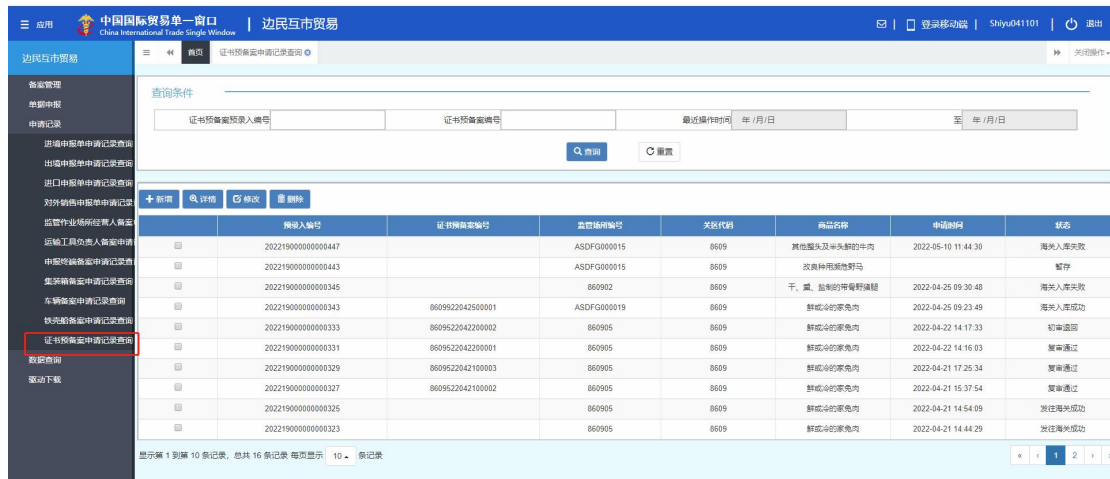 三 应用 中国国际贸易单一窗口 | 边民互市贸易 登录移动端 | Shiyu041101 | 退出
China International Trade Single Window
边民互市贸易 首页 证书预备案申请记录查询 关闭操作
备案管理
单据申报
申请记录
进境申报单申请记录查询
出境申报单申请记录查询
进口申报单申请记录查询
对外销售申报单申请记录
监管作业场所经营人备案
运输工具负责人备案申请
申报终端备案申请记录查
集装箱备案申请记录查询
车辆备案申请记录查询
铁壳船备案申请记录查询
证书预备案申请记录查询
数据查询
驱动下载
查询条件
证书预备案预录入编号 证书预备案编号 最近操作时间 年 /月/日 至 年 /月/日
查询 重置
新增 详情 修改 删除
预录入编号 证书预备案编号 监管场所编号 关区代码 商品名称 申请时间 状态
202219000000000447 ASDFG000015 8609 其他整头及半头鲜的牛肉 2022-05-10 11:44:30 海关入库失败
202219000000000443 ASDFG000015 8609 改良种用濒危野马 暂存
202219000000000345 860902 8609 干、熏、盐制的带骨野猪腿 2022-04-25 09:30:48 海关入库失败
202219000000000343 8609922042500001 ASDFG000019 8609 鲜或冷的家兔肉 2022-04-25 09:23:49 海关入库成功
202219000000000333 8609522042200002 860905 8609 鲜或冷的家兔肉 2022-04-22 14:17:33 初审退回
202219000000000331 8609522042200001 860905 8609 鲜或冷的家兔肉 2022-04-22 14:16:03 复审通过
202219000000000329 8609522042100003 860905 8609 鲜或冷的家兔肉 2022-04-21 17:25:34 复审通过
202219000000000327 8609522042100002 860905 8609 鲜或冷的家兔肉 2022-04-21 15:37:54 复审通过
202219000000000325 860905 8609 鲜或冷的家兔肉 2022-04-21 14:54:09 发往海关成功
202219000000000323 860905 8609 鲜或冷的家兔肉 2022-04-21 14:44:29 发往海关成功
显示第 1 到第 10 条记录，总共 16 条记录 每页显示 10 条记录 « ‹ 1 2 ›